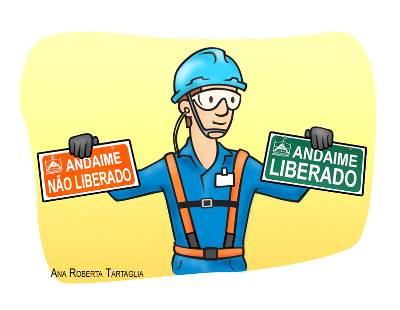 ANDAIME
NÃO LIBERADO
ANDAIME
LIBERADO
ANA ROBERTA TARTAGLIA